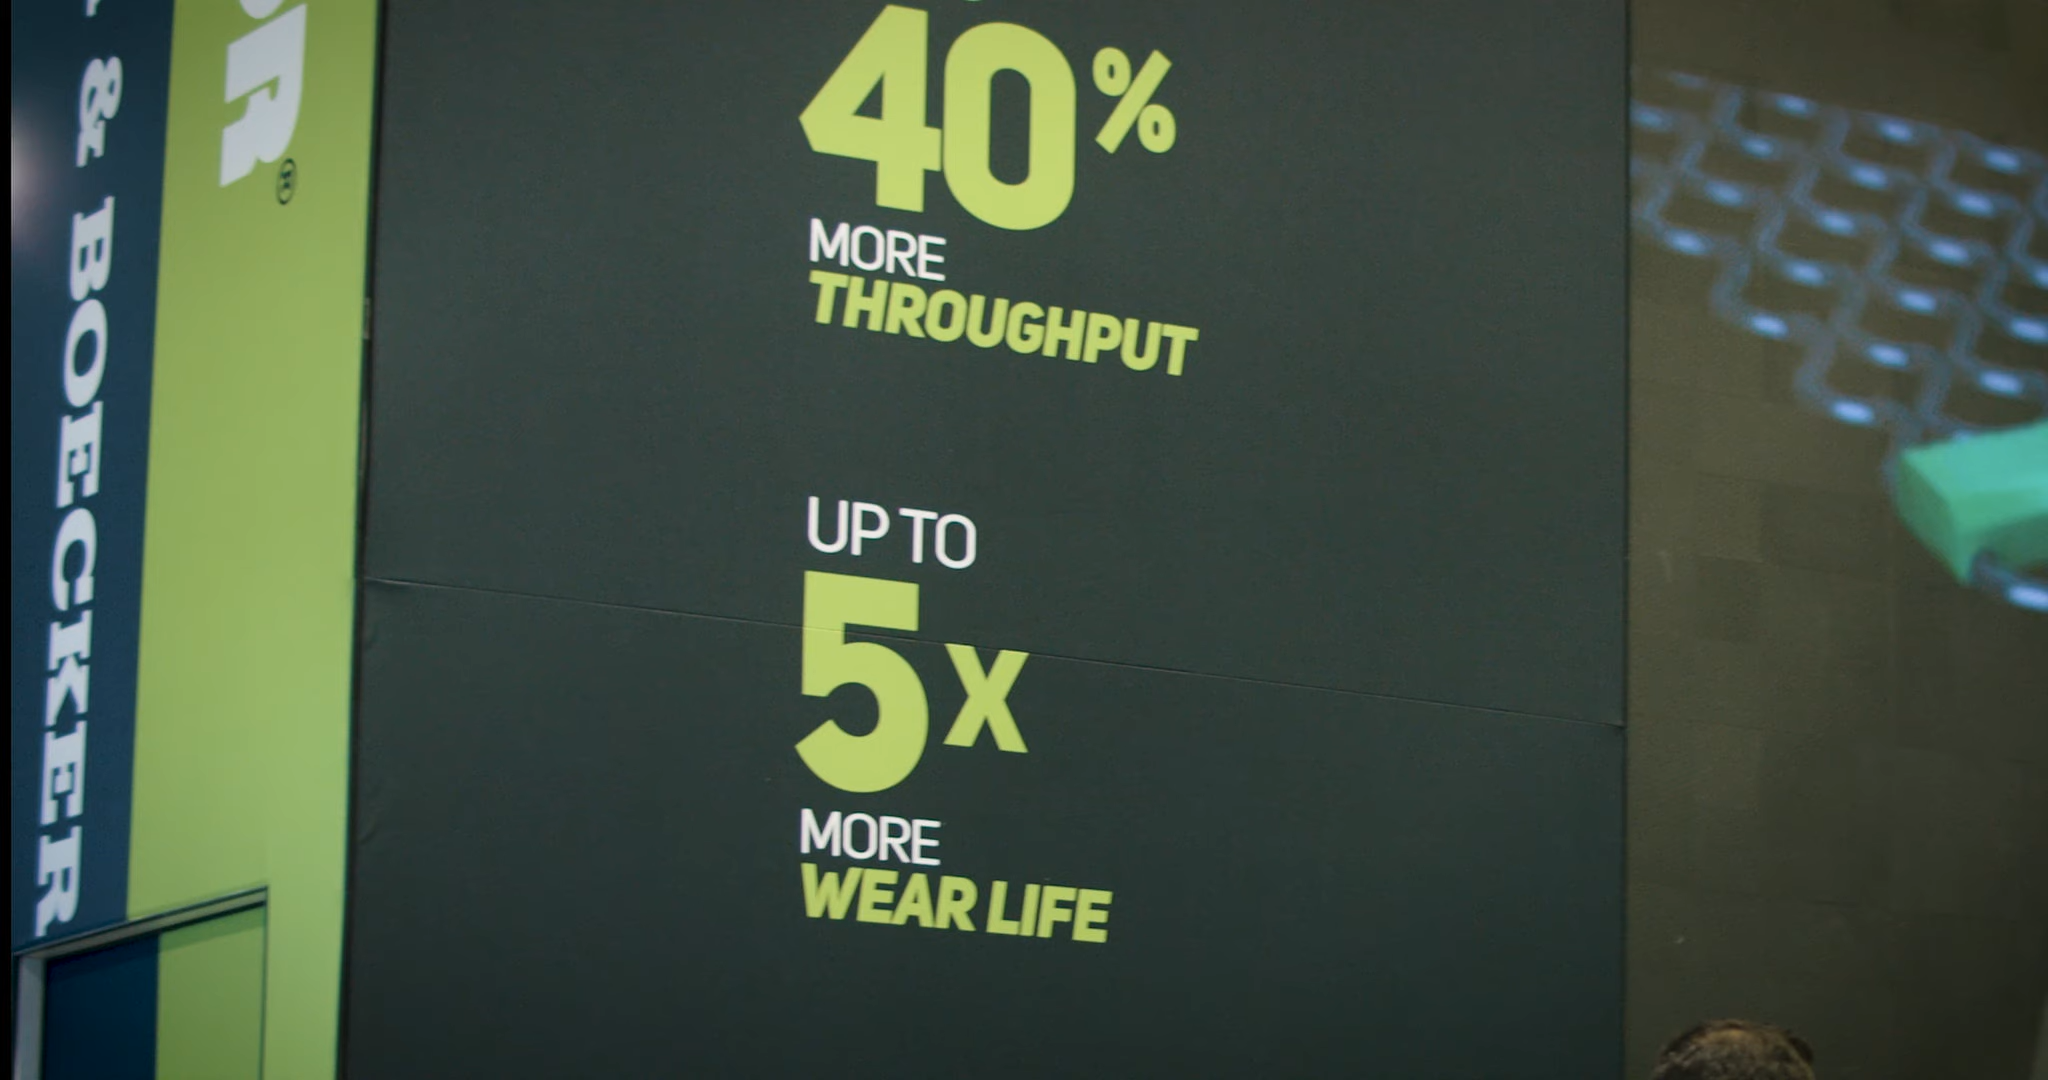 & BOECKER
R®
40%
MORE
THROUGHPUT
UP TO
5X
MORE
WEAR LIFE